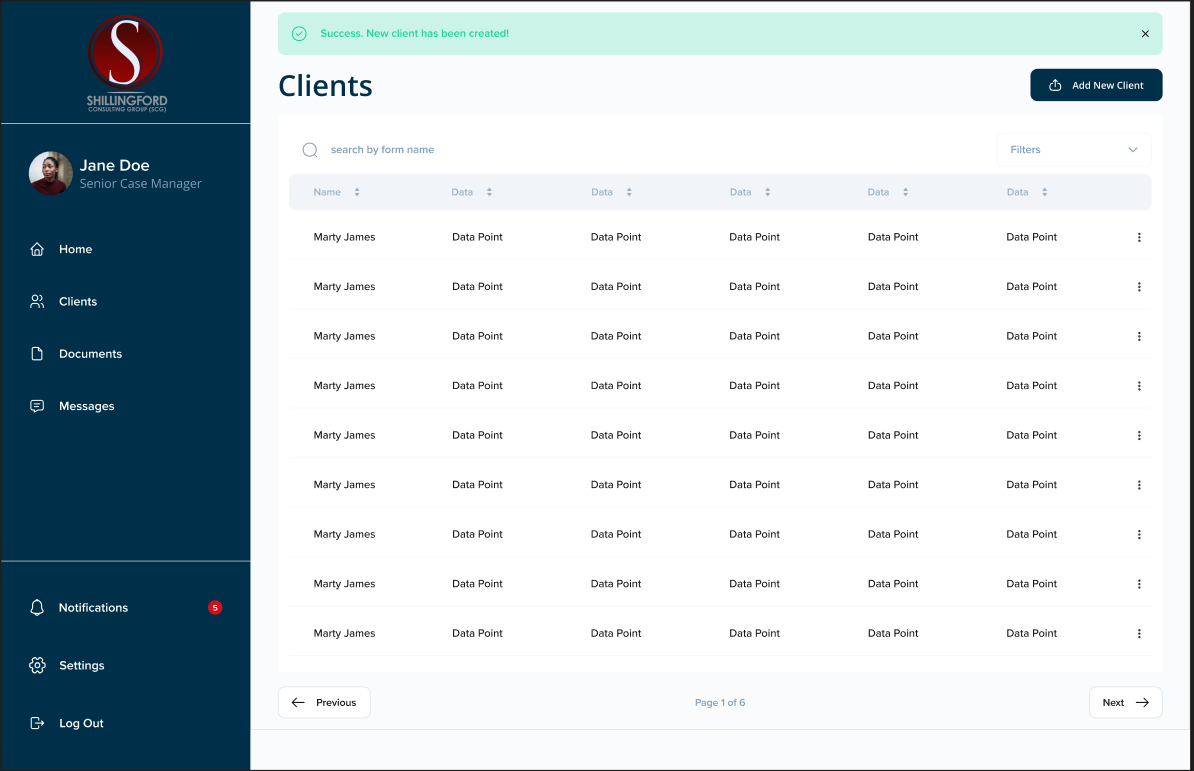 S
SHILLINGFORD
CONSULTING GROUP (SCG)
Jane Doe
Senior Case Manager
Home
Clients
Documents
Messages
Notifications 5
Settings
Log Out
Success. New client has been created!
Clients
Add New Client
search by form name
Filters
Name Data Data Data Data Data
Marty James Data Point Data Point Data Point Data Point Data Point
Marty James Data Point Data Point Data Point Data Point Data Point
Marty James Data Point Data Point Data Point Data Point Data Point
Marty James Data Point Data Point Data Point Data Point Data Point
Marty James Data Point Data Point Data Point Data Point Data Point
Marty James Data Point Data Point Data Point Data Point Data Point
Marty James Data Point Data Point Data Point Data Point Data Point
Marty James Data Point Data Point Data Point Data Point Data Point
Marty James Data Point Data Point Data Point Data Point Data Point
Previous
Page 1 of 6
Next